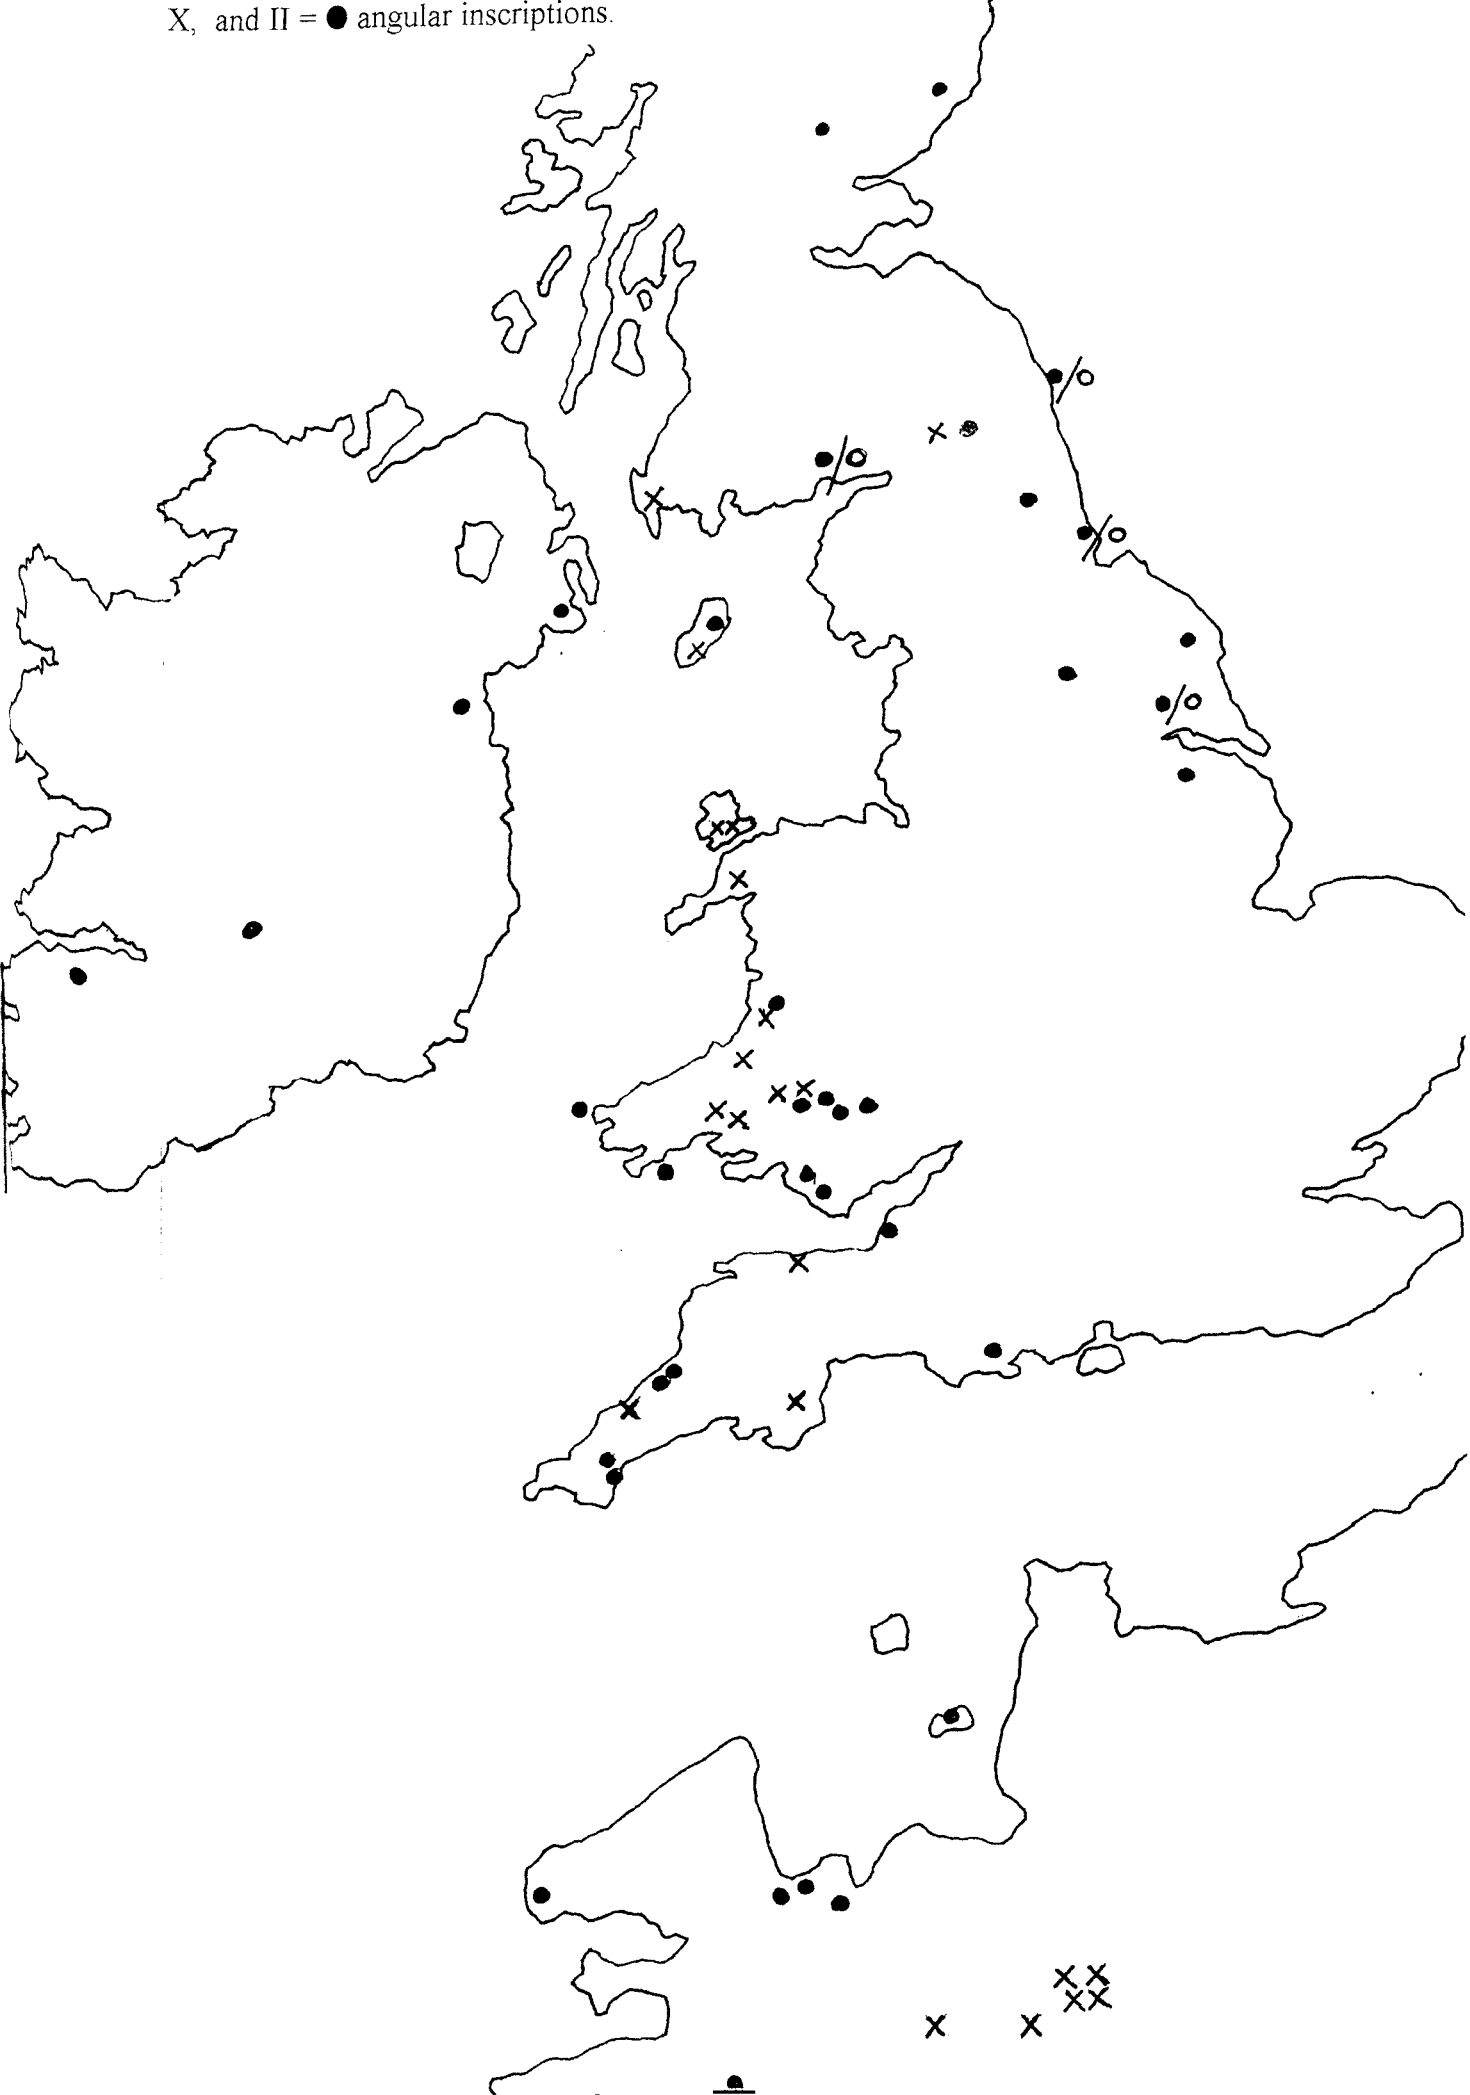 X, and II = ● angular inscriptions.